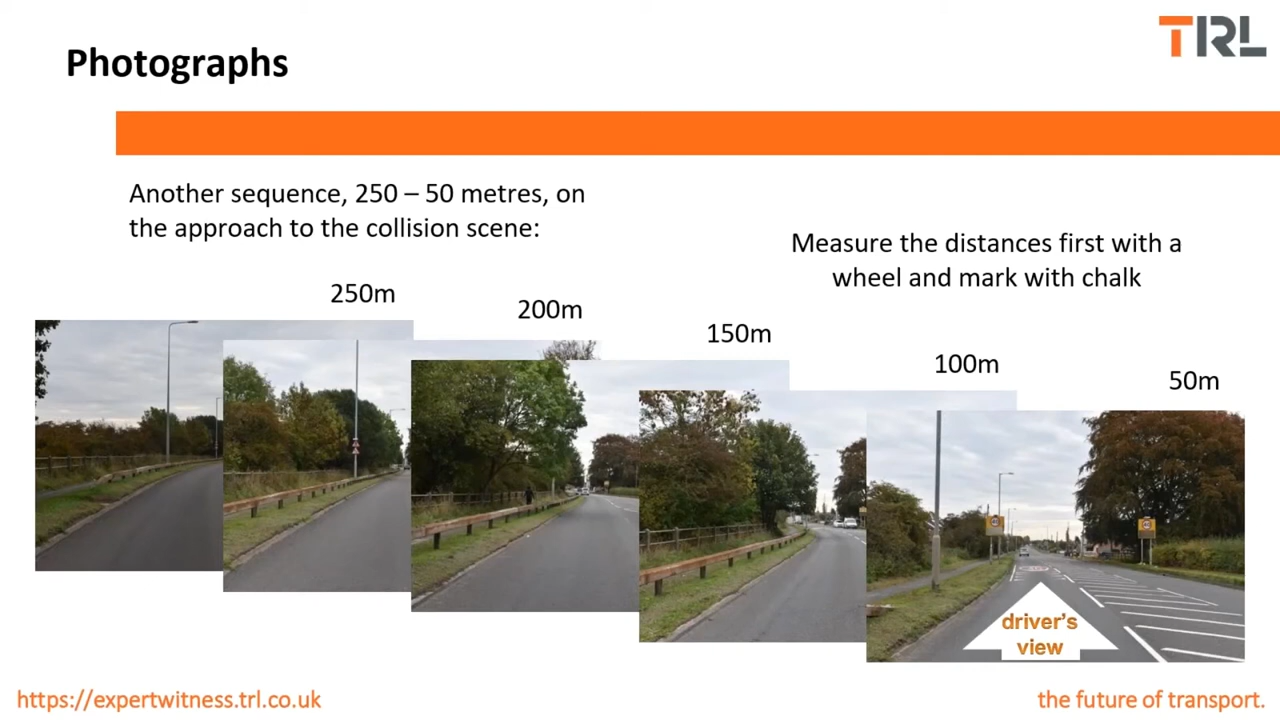 TRL
Photographs
Another sequence, 250 – 50 metres, on
the approach to the collision scene:
Measure the distances first with a
wheel and mark with chalk
250m
200m
150m
100m
50m
driver's
view
https://expertwitness.trl.co.uk
the future of transport.